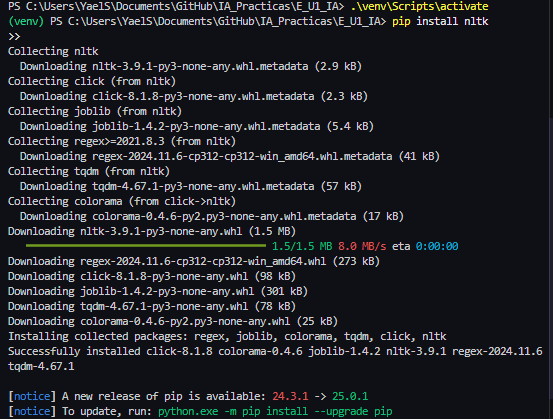 PS C:\Users\YaelS\Documents\GitHub\IA_Practicas\E_U1_IA> .\venv\Scripts\activate
(venv) PS C:\Users\YaelS\Documents\GitHub\IA_Practicas\E_U1_IA> pip install nltk
>>
Collecting nltk
  Downloading nltk-3.9.1-py3-none-any.whl.metadata (2.9 kB)
Collecting click (from nltk)
  Downloading click-8.1.8-py3-none-any.whl.metadata (2.3 kB)
Collecting joblib (from nltk)
  Downloading joblib-1.4.2-py3-none-any.whl.metadata (5.4 kB)
Collecting regex>=2021.8.3 (from nltk)
  Downloading regex-2024.11.6-cp312-cp312-win_amd64.whl.metadata (41 kB)
Collecting tqdm (from nltk)
  Downloading tqdm-4.67.1-py3-none-any.whl.metadata (57 kB)
Collecting colorama (from click->nltk)
  Downloading colorama-0.4.6-py2.py3-none-any.whl.metadata (17 kB)
Downloading nltk-3.9.1-py3-none-any.whl (1.5 MB)
1.5/1.5 MB 8.0 MB/s eta 0:00:00
Downloading regex-2024.11.6-cp312-cp312-win_amd64.whl (273 kB)
Downloading click-8.1.8-py3-none-any.whl (98 kB)
Downloading joblib-1.4.2-py3-none-any.whl (301 kB)
Downloading tqdm-4.67.1-py3-none-any.whl (78 kB)
Downloading colorama-0.4.6-py2.py3-none-any.whl (25 kB)
Installing collected packages: regex, joblib, colorama, tqdm, click, nltk
Successfully installed click-8.1.8 colorama-0.4.6 joblib-1.4.2 nltk-3.9.1 regex-2024.11.6
tqdm-4.67.1
[notice] A new release of pip is available: 24.3.1 -> 25.0.1
[notice] To update, run: python.exe -m pip install --upgrade pip